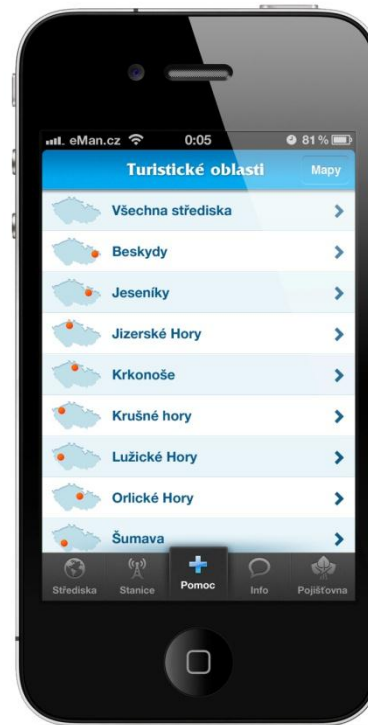 eMan.cz 0:05 81 %
Turistické oblasti Mapy
Všechna střediska
Beskydy
Jeseníky
Jizerské Hory
Krkonoše
Krušné hory
Lužické Hory
Orlické Hory
Šumava
Střediska Stanice Pomoc Info Pojišťovna